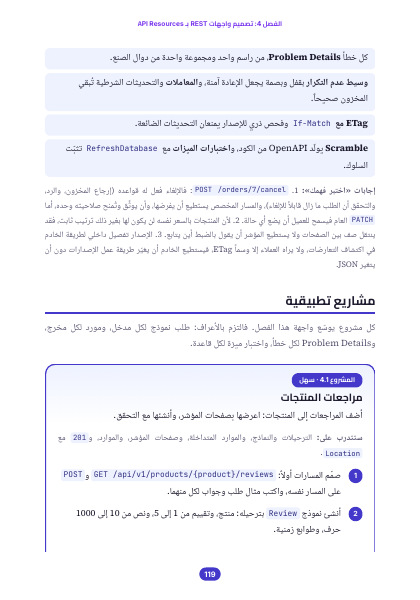 الفصل 4: تصميم واجهات REST بـ API Resources
كل خطأ Problem Details، من راسم واحد ومجموعة واحدة من دوال الصنع.
وسيط عدم التكرار بقفل وبصمة يجعل الإعادة آمنة، والمعاملات والتحديثات الشرطية تُبقي
المخزون صحيحاً.
ETag مع If-Match وفحص ذري للإصدار يمنعان التحديثات الضائعة.
Scramble يولّد OpenAPI من الكود، واختبارات الميزات مع RefreshDatabase تثبّت
السلوك.
إجابات «اختبر فهمك»: 1. POST /orders/7/cancel: فالإلغاء فعل له قواعده (إرجاع المخزون، والرد،
والتحقق أن الطلب ما زال قابلاً للإلغاء)، والمسار المخصص يستطيع أن يفرضها، وأن يوثَّق ويُمنح صلاحيته وحده، أما
PATCH العام فيسمح للعميل أن يضع أي حالة. 2. لأن المنتجات بالسعر نفسه لن يكون لها بغير ذلك ترتيب ثابت، فقد
ينتقل صف بين الصفحات ولا يستطيع المؤشر أن يقول بالضبط أين يتابع. 3. الإصدار تفصيل داخلي لطريقة الخادم
في اكتشاف التعارضات، ولا يراه العملاء إلا وسماً ETag، فيستطيع الخادم أن يغيّر طريقة عمل الإصدارات دون أن
يتغير JSON.
مشاريع تطبيقية
كل مشروع يوسّع واجهة هذا الفصل. فالتزم بالأعراف: طلب نموذج لكل مدخل، ومورد لكل مخرج،
وProblem Details لكل خطأ، واختبار ميزة لكل قاعدة.
المشروع 4.1 · سهل
مراجعات المنتجات
أضف المراجعات إلى المنتجات: اعرضها بصفحات المؤشر، وأنشئها مع التحقق.
ستتدرب على: الترحيلات والنماذج، والموارد المتداخلة، وصفحات المؤشر، والموارد، و201 مع
Location.
1 صمّم المسارات أولاً: GET /api/v1/products/{product}/reviews وPOST
على المسار نفسه، واكتب مثال طلب وجواب لكل منهما.
2 أنشئ نموذج Review بترحيله: منتج، وتقييم من 1 إلى 5، ونص من 10 إلى 1000
حرف، وطوابع زمنية.
119